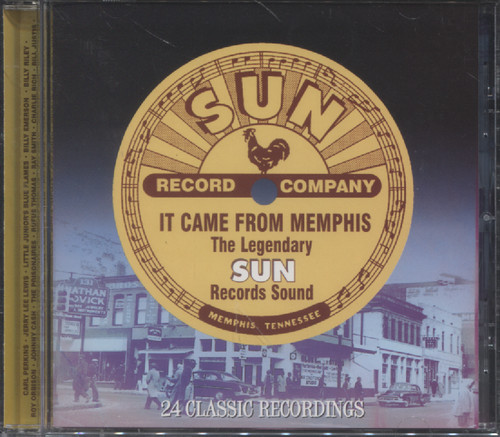 CARL PERKINS • JERRY LEE LEWIS • LITTLE JUNIOR'S BLUE FLAMES • BILLY EMERSON • BILLY RILEY •
ROY ORBISON • JOHNNY CASH • THE PRISONAIRES • RUFUS THOMAS • RAY SMITH • CHARLIE RICH • BILL JUSTIS
SUN
RECORD COMPANY
IT CAME FROM MEMPHIS
The Legendary
SUN
Records Sound
MEMPHIS, TENNESSEE
NATHAN
NOVICK
24 CLASSIC RECORDINGS